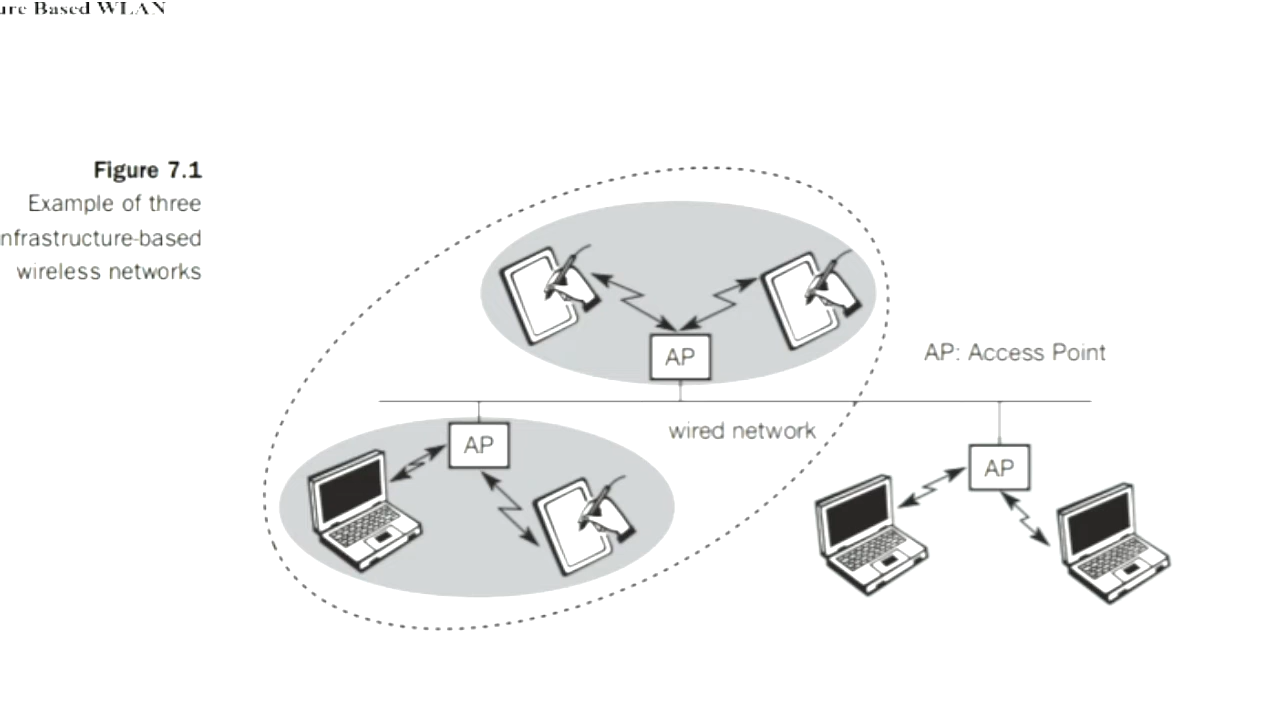 ure Based WLAN
Figure 7.1
Example of three
nfrastructure-based
wireless networks
AP
AP: Access Point
wired network
AP
AP